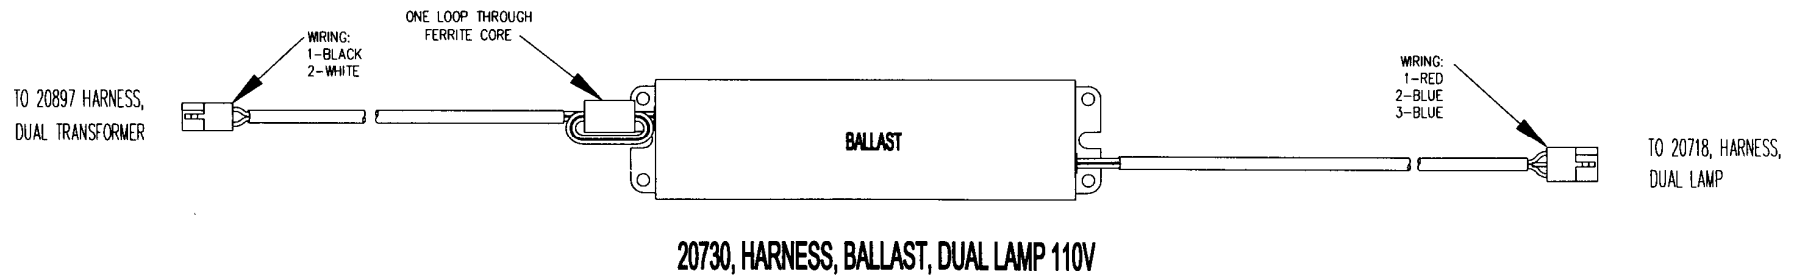 ONE LOOP THROUGH
FERRITE CORE
WIRING:
1-BLACK
2-WHITE
TO 20897 HARNESS,
DUAL TRANSFORMER
BALLAST
WIRING:
1-RED
2-BLUE
3-BLUE
TO 20718, HARNESS,
DUAL LAMP
20730, HARNESS, BALLAST, DUAL LAMP 110V